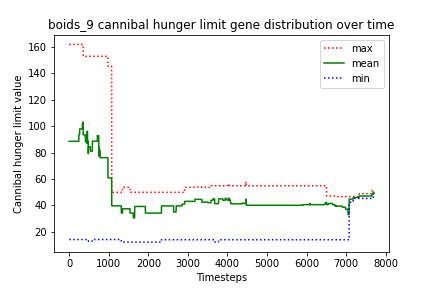 boids_9 cannibal hunger limit gene distribution over time
Cannibal hunger limit value
160
140
120
100
80
60
40
20
max
mean
min
0 1000 2000 3000 4000 5000 6000 7000 8000
Timesteps